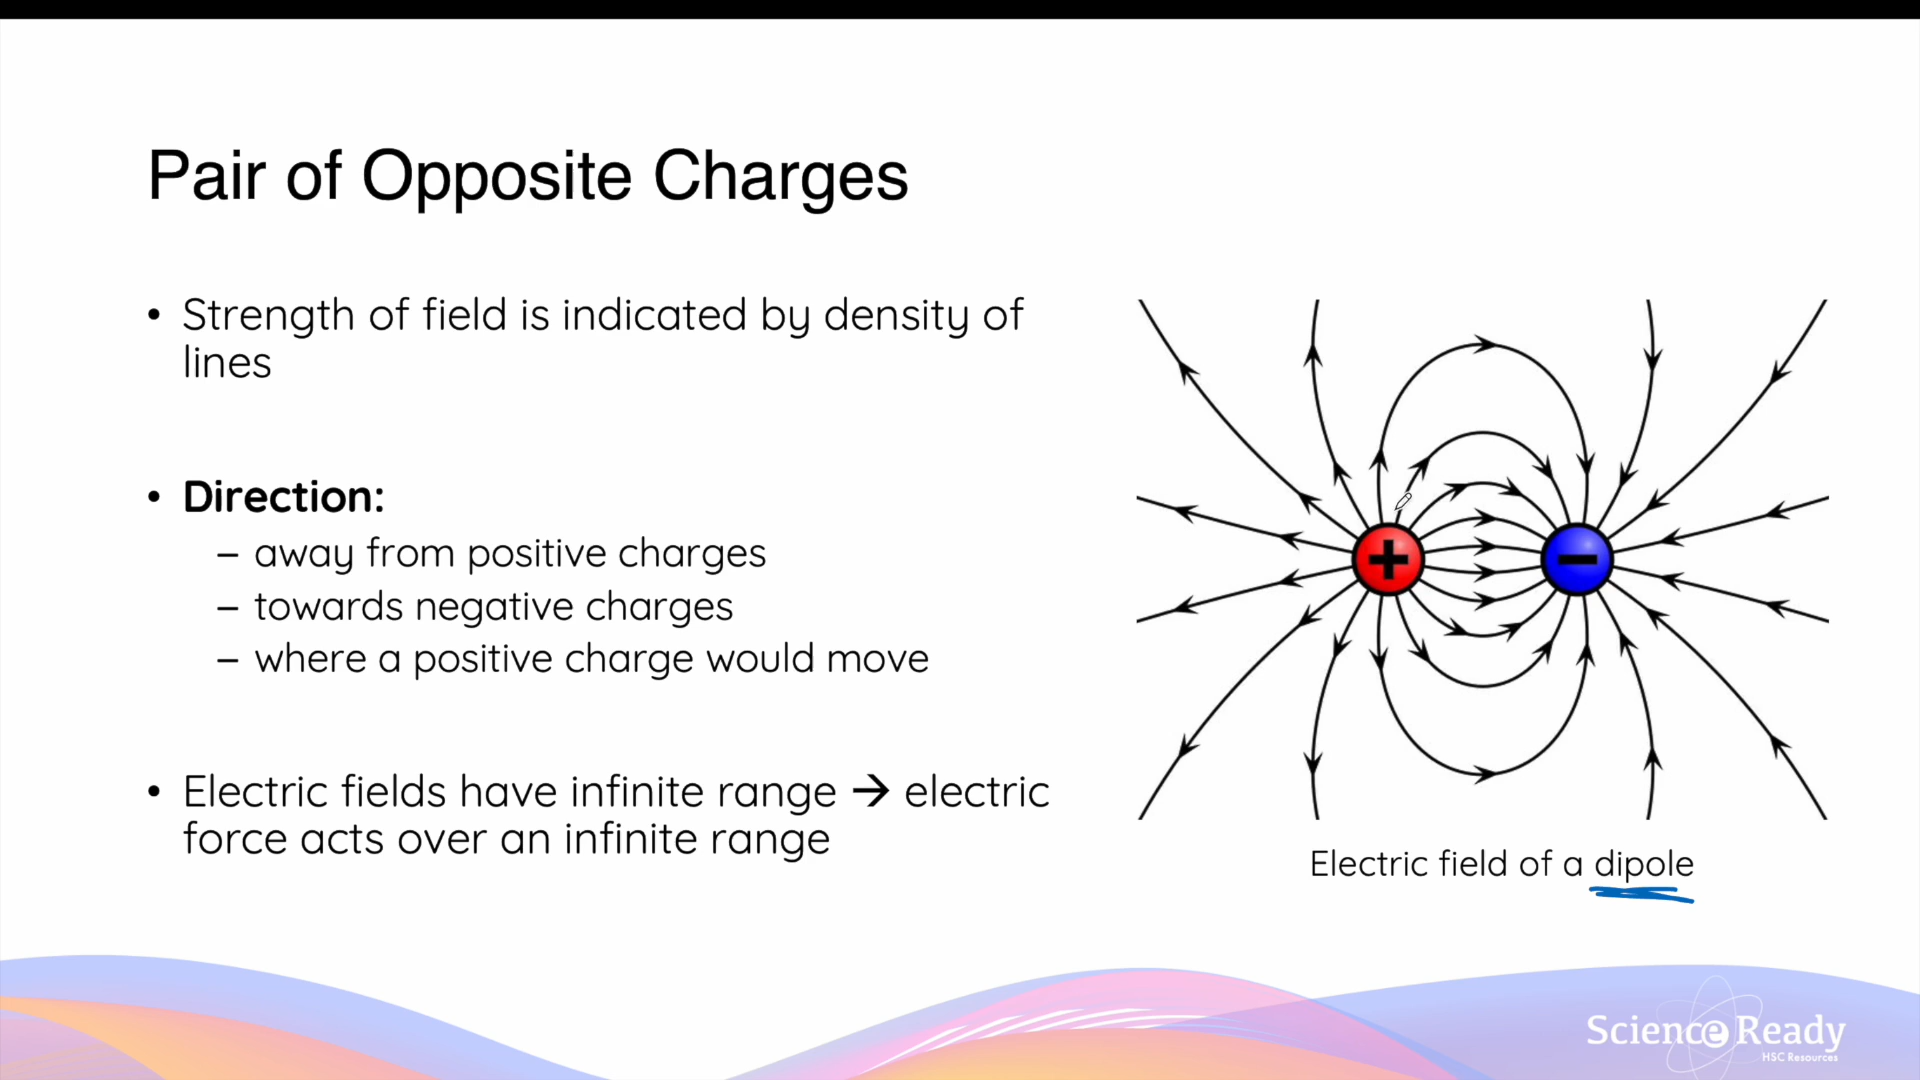 Pair of Opposite Charges
• Strength of field is indicated by density of
lines
• Direction:
– away from positive charges
– towards negative charges
– where a positive charge would move
• Electric fields have infinite range → electric
force acts over an infinite range
+ −
Electric field of a dipole
Science Ready
HSC Resources